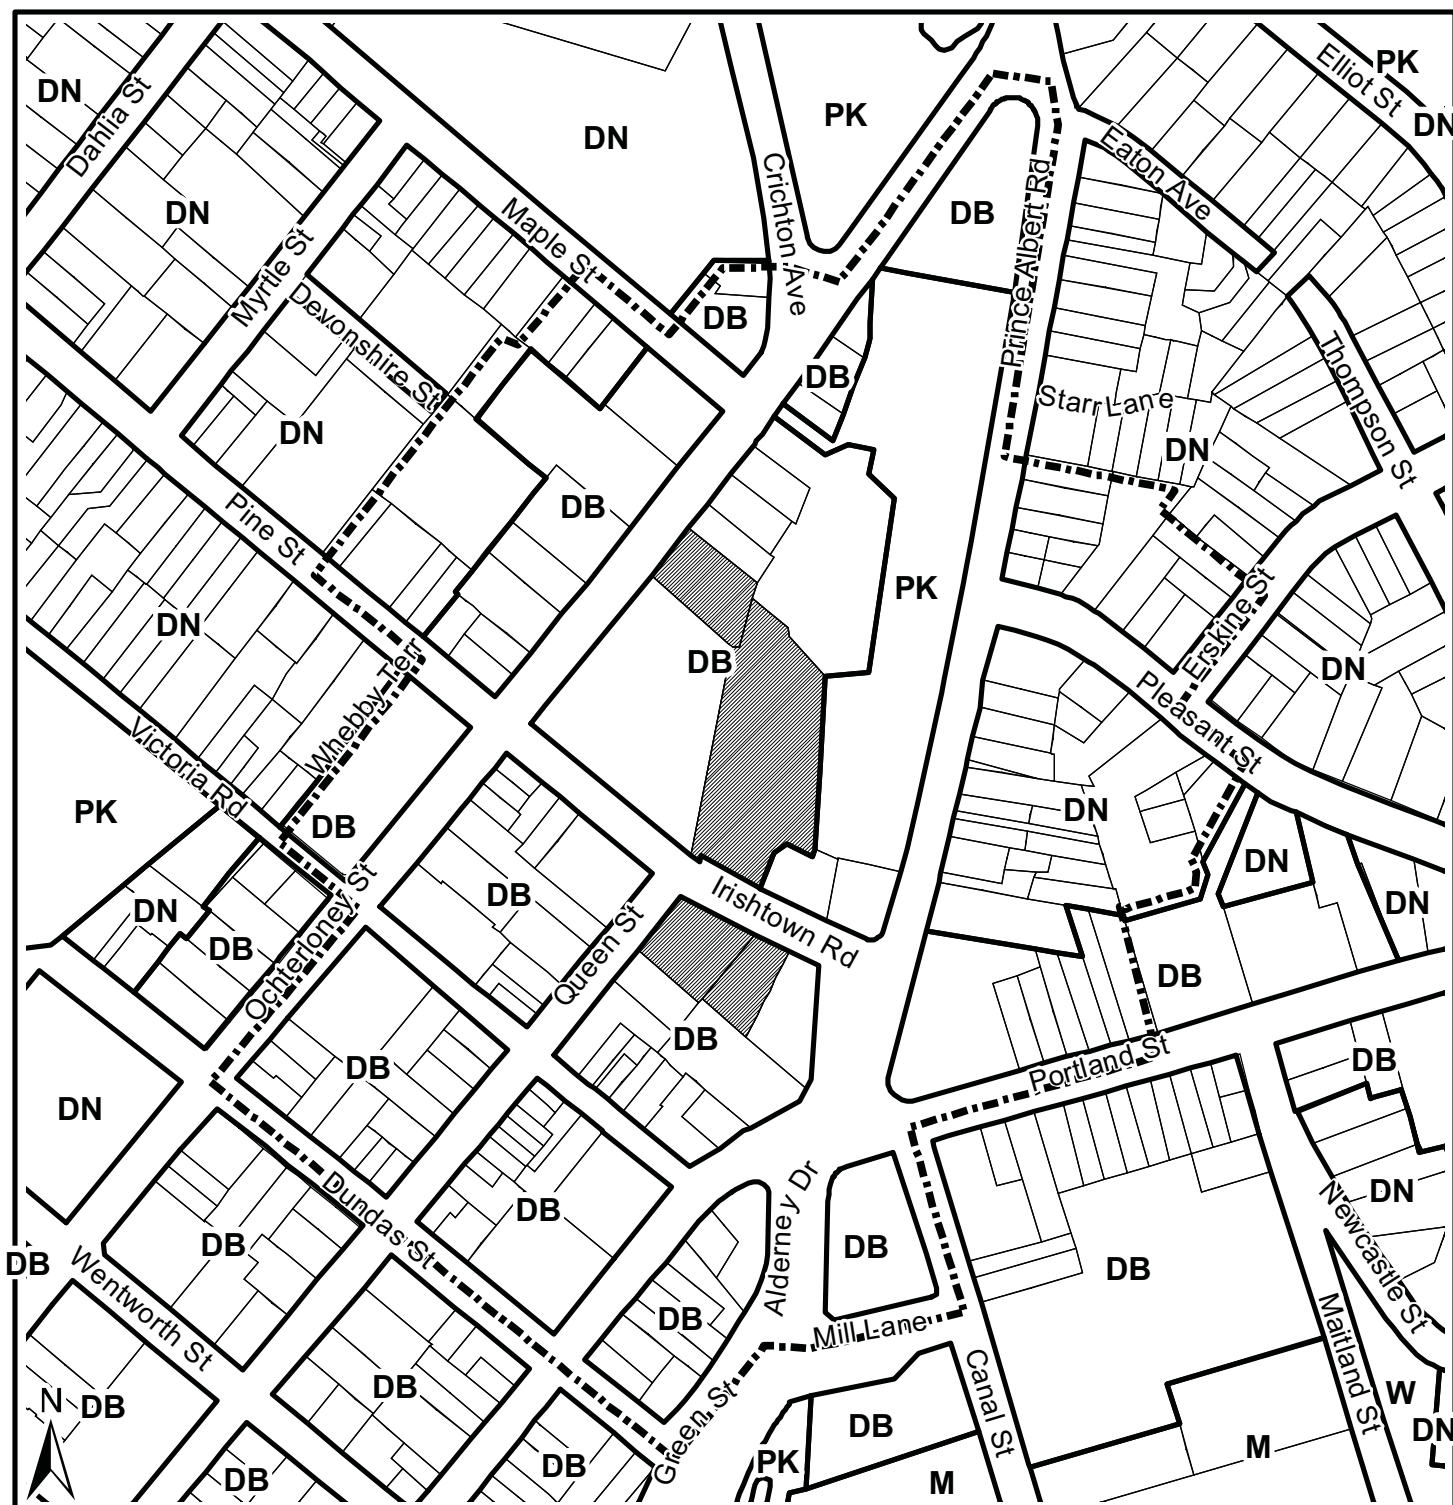 DN
Dahlia St
DN
Myrtle St
Devonshire St
DN
Maple St
DN
Crichton Ave
PK
DB
Prince Albert Rd
Eaton Ave
Elliot St
PK
DN
DB
DB
Starr Lane
DN
Thompson St
Pine St
DB
PK
DN
Whebby Terr
DB
Erskine St
DN
Pleasant St
Victoria Rd
PK
DB
DN
DN
DN
DB
Ochterloney St
DB
Queen St
Irishtown Rd
DN
DB
DB
DB
DB
Portland St
DB
DN
Dundas St
DB
DB
Alderney Dr
DB
DB
DN
Newcastle St
DB
Wentworth St
DB
Mill Lane
Maitland St
N
DB
DB
Green St
DB
Canal St
W
DN
DB
DB
PK
M
M